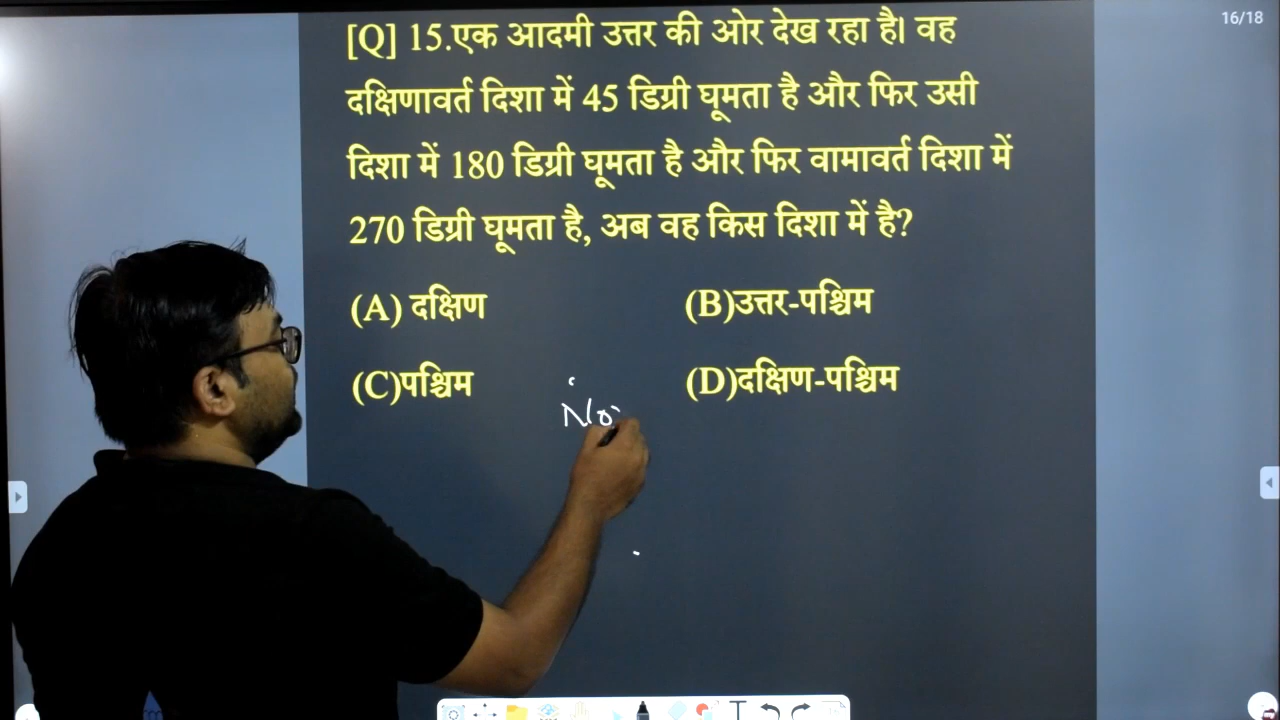 16/18
[Q] 15.एक आदमी उत्तर की ओर देख रहा है। वह
दक्षिणावर्त दिशा में 45 डिग्री घूमता है और फिर उसी
दिशा में 180 डिग्री घूमता है और फिर वामावर्त दिशा में
270 डिग्री घूमता है, अब वह किस दिशा में है?
(A) दक्षिण (B)उत्तर-पश्चिम
(C)पश्चिम (D)दक्षिण-पश्चिम
No